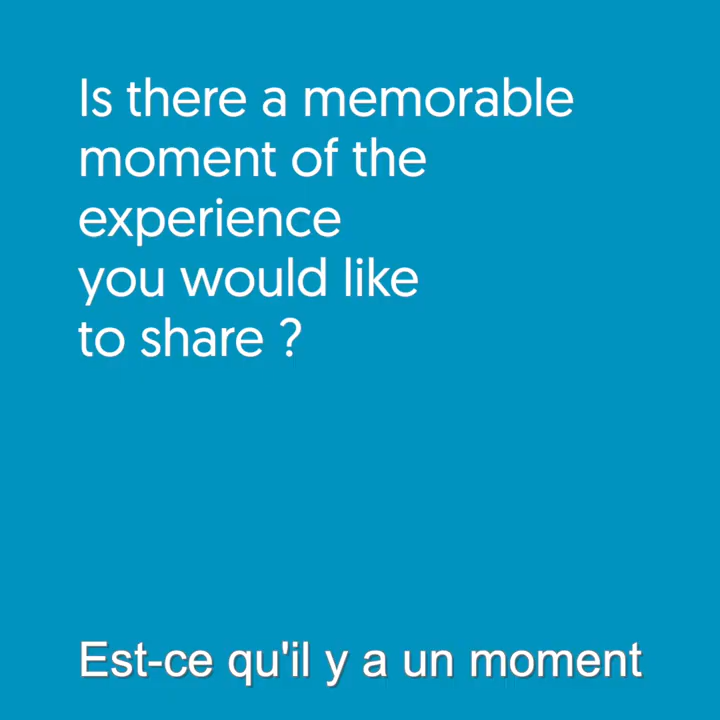 Is there a memorable
moment of the
experience
you would like
to share ?
Est-ce qu'il y a un moment